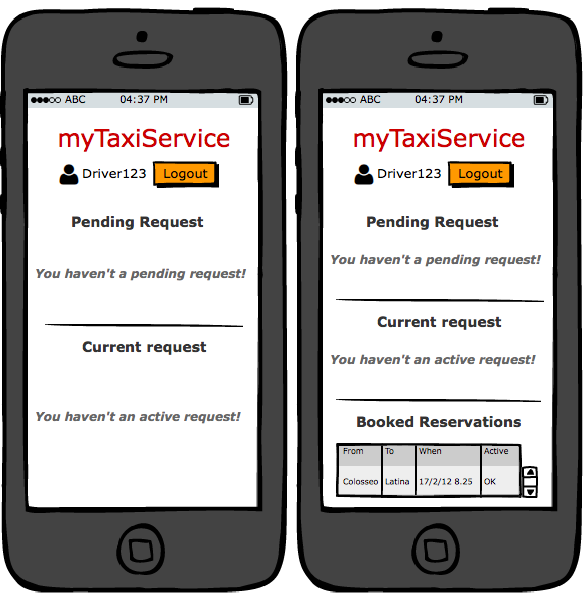 ABC 04:37 PM
myTaxiService
Driver123 Logout
Pending Request
You haven't a pending request!
Current request
You haven't an active request!
ABC 04:37 PM
myTaxiService
Driver123 Logout
Pending Request
You haven't a pending request!
Current request
You haven't an active request!
Booked Reservations
From To When Active
Colosseo Latina 17/2/12 8.25 OK